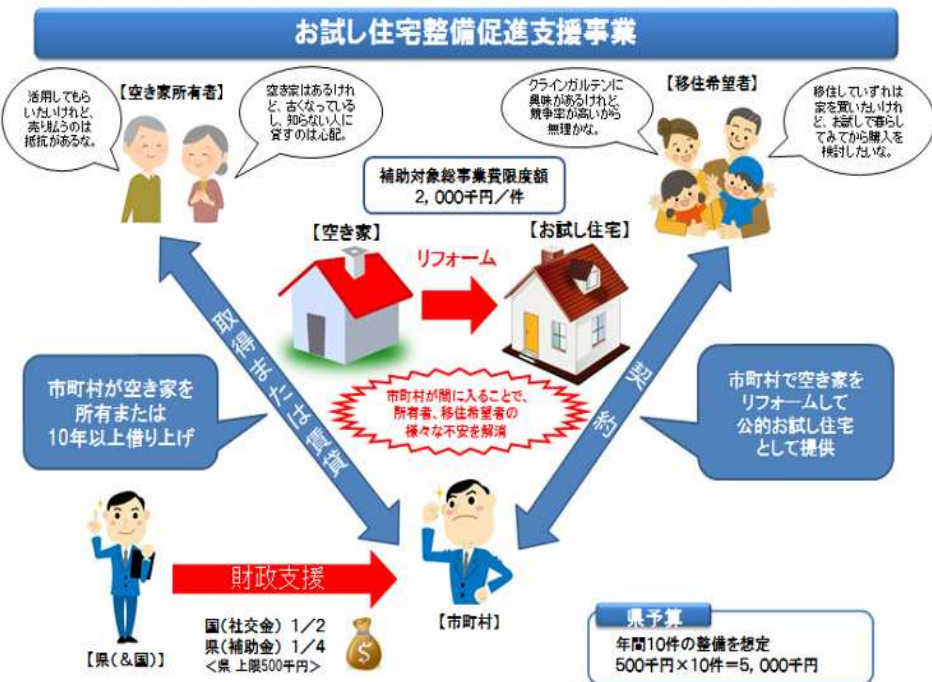 お試し住宅整備促進支援事業
活用してもら
いたいけれど、
売り払うのは
抵抗があるな。
【空き家所有者】
空き家はあるけれ
ど、古くなっている
し、知らない人に
貸すのは心配。
クラインガルテンに
興味があるけれど
競争率が高いから
無理かな。
【移住希望者】
移住していずれは
家を買いたいけれ
ど、お試しで暮らし
てみてから購入を
検討したいな。
補助対象総事業費限度額
2,000千円/件
【空き家】
リフォーム
【お試し住宅】
取得または賃貸
契約
市町村が空き家を
所有または
10年以上借り上げ
市町村が間に入ることで、
所有者、移住希望者の
様々な不安を解消
市町村で空き家を
リフォームして
公的お試し住宅
として提供
財政支援
国(社交金) 1/2
県(補助金) 1/4
<県 上限500千円>
$
【県(&国)】
【市町村】
県予算
年間10件の整備を想定
500千円×10件=5,000千円